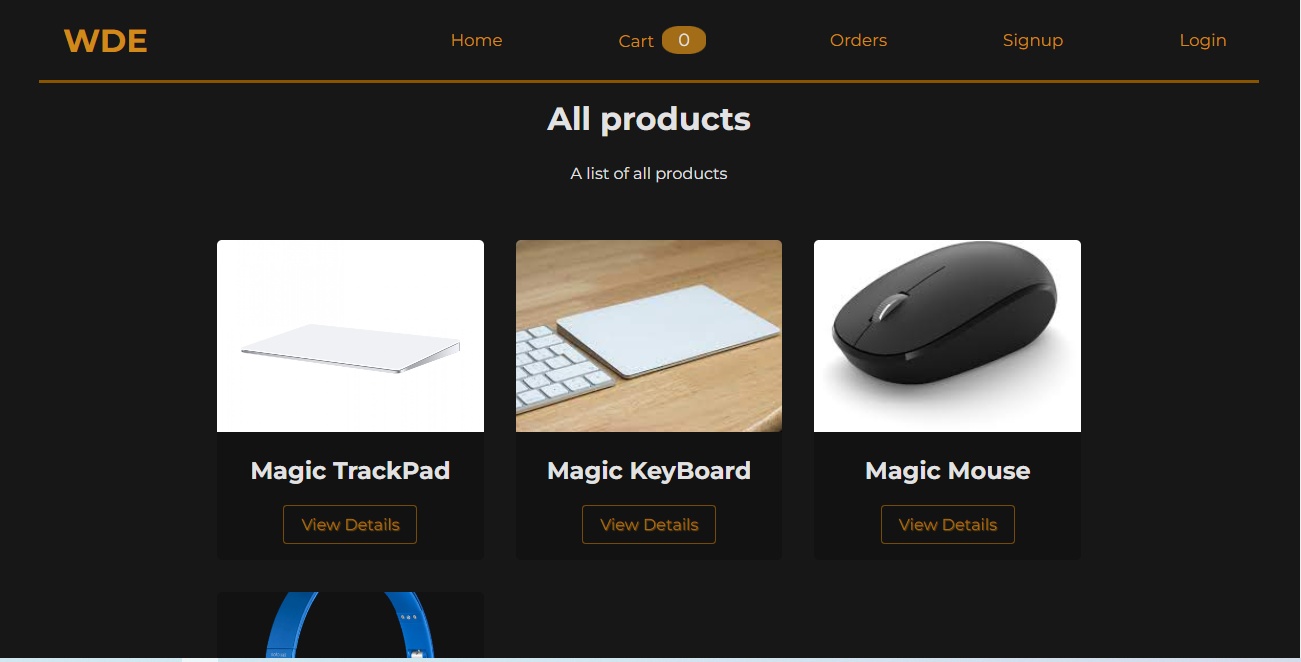 WDE Home Cart 0 Orders Signup Login
All products
A list of all products
Magic TrackPad Magic KeyBoard Magic Mouse
View Details View Details View Details